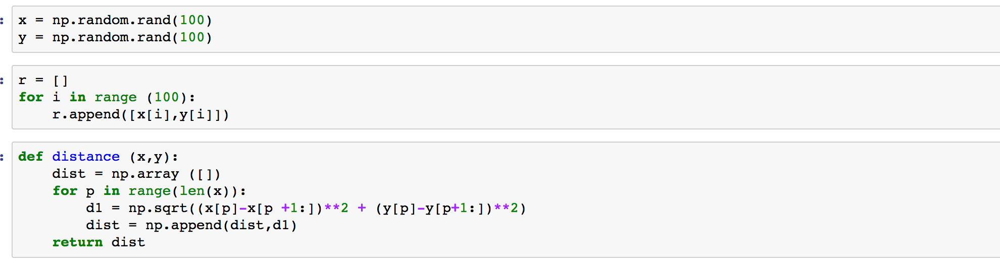 : x = np.random.rand(100)
y = np.random.rand(100)
: r = []
for i in range (100):
    r.append([x[i],y[i]])
: def distance (x,y):
    dist = np.array ([])
    for p in range(len(x)):
        d1 = np.sqrt((x[p]-x[p +1:])**2 + (y[p]-y[p+1:])**2)
        dist = np.append(dist,d1)
    return dist